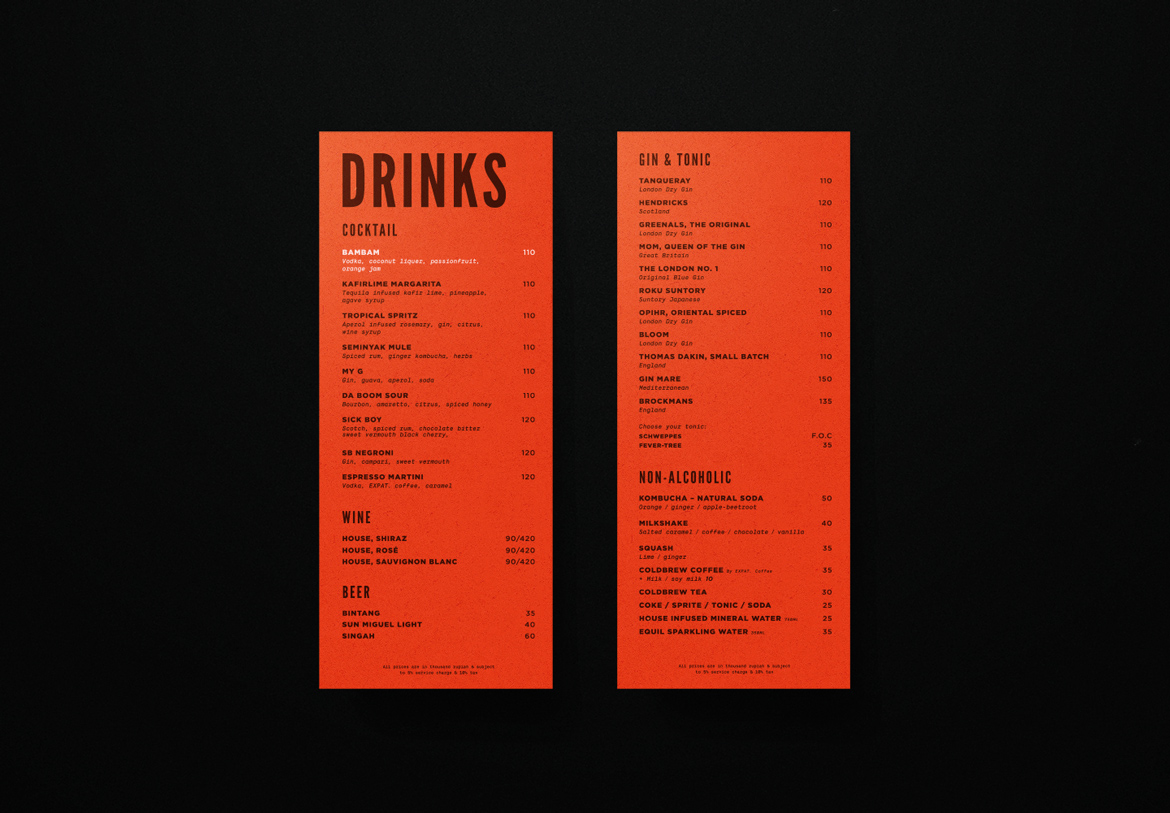 DRINKS
COCKTAIL
BAMBAM 110
Vodka, coconut liquer, passionfruit,
orange jam
KAFIRLIME MARGARITA 110
Tequila infused kafir lime, pineapple,
agave syrup
TROPICAL SPRITZ 110
Aperol infused rosemary, gin, citrus,
wine syrup
SEMINYAK MULE 110
Spiced rum, ginger kombucha, herbs
MY G 110
Gin, guava, aperol, soda
DA BOOM SOUR 110
Bourbon, amaretto, citrus, spiced honey
SICK BOY 120
Scotch, spiced rum, chocolate bitter
sweet vermouth black cherry,
SB NEGRONI 120
Gin, campari, sweet vermouth
ESPRESSO MARTINI 120
Vodka, EXPAT. coffee, caramel
WINE
HOUSE, SHIRAZ 90/420
HOUSE, ROSÉ 90/420
HOUSE, SAUVIGNON BLANC 90/420
BEER
BINTANG 35
SUN MIGUEL LIGHT 40
SINGAH 60
All prices are in thousand rupiah & subject
to 5% service charge & 10% tax
GIN & TONIC
TANQUERAY 110
London Dry Gin
HENDRICKS 120
Scotland
GREENALS, THE ORIGINAL 110
London Dry Gin
MOM, QUEEN OF THE GIN 110
Great Britain
THE LONDON NO. 1 110
Original Blue Gin
ROKU SUNTORY 120
Suntory Japanese
OPIHR, ORIENTAL SPICED 110
London Dry Gin
BLOOM 110
London Dry Gin
THOMAS DAKIN, SMALL BATCH 110
England
GIN MARE 150
Mediterranean
BROCKMANS 135
England
Choose your tonic:
SCHWEPPES F.O.C
FEVER-TREE 35
NON-ALCOHOLIC
KOMBUCHA – NATURAL SODA 50
Orange / ginger / apple-beetroot
MILKSHAKE 40
Salted caramel / coffee / chocolate / vanilla
SQUASH 35
Lime / ginger
COLDBREW COFFEE By EXPAT. Coffee 35
+ Milk / soy milk 10
COLDBREW TEA 30
COKE / SPRITE / TONIC / SODA 25
HOUSE INFUSED MINERAL WATER 25
EQUIL SPARKLING WATER 35
All prices are in thousand rupiah & subject
to 5% service charge & 10% tax